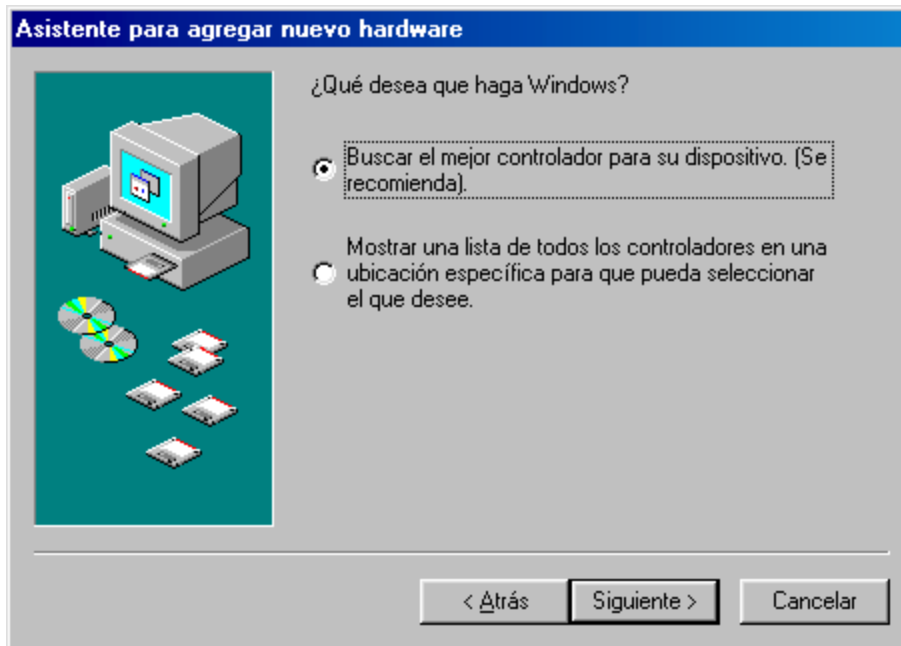 Asistente para agregar nuevo hardware
¿Qué desea que haga Windows?
Buscar el mejor controlador para su dispositivo. (Se
recomienda).
Mostrar una lista de todos los controladores en una
ubicación específica para que pueda seleccionar
el que desee.
< Atrás
Siguiente >
Cancelar